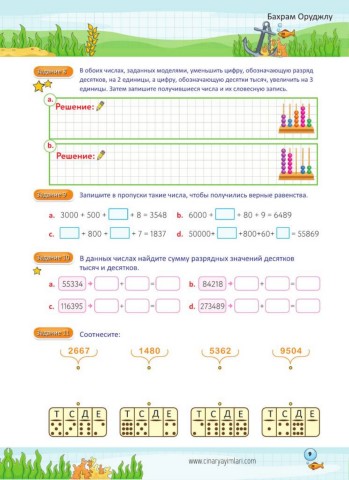 Бахрам Оруджлу
Задание 8
В обоих числах, заданных моделями, уменьшить цифру, обозначающую разряд
десятков, на 2 единицы, а цифру, обозначающую десятки тысяч, увеличить на 3
единицы. Затем запишите получившиеся числа и их словесную запись.
a.
Решение:
b.
Решение:
Задание 9
Запишите в пропуски такие числа, чтобы получились верные равенства.
a. 3000 + 500 + + 8 = 3548 b. 6000 + + 80 + 9 = 6489
c. + 800 + + 7 = 1837 d. 50000+ +800+60+ = 55869
Задание 10
В данных числах найдите сумму разрядных значений десятков
тысяч и десятков.
a. 55334 + = b. 84218 + =
c. 116395 + = d. 273489 + =
Задание 11
Соотнесите:
2667 1480 5362 9504
Т С Д Е Т С Д Е Т С Д Е Т С Д Е
www.cinaryayimlari.com
9